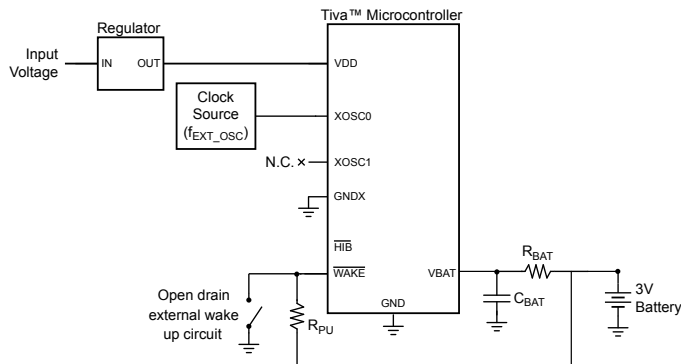 Tiva™ Microcontroller
Regulator
Input
Voltage
IN
OUT
VDD
Clock
Source
(fEXT_OSC)
XOSC0
N.C.
XOSC1
GNDX
HIB
WAKE
VBAT
RBAT
Open drain
external wake
up circuit
RPU
GND
CBAT
3V
Battery